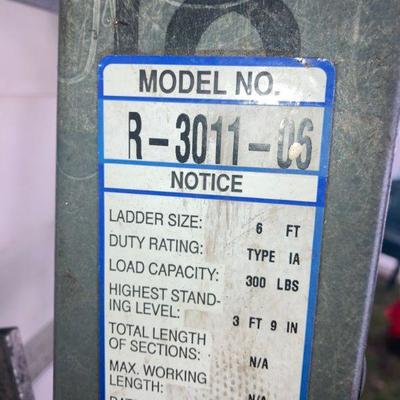 MODEL NO.
R-3011-06
NOTICE
LADDER SIZE: 6 FT
DUTY RATING: TYPE IA
LOAD CAPACITY: 300 LBS
HIGHEST STAND-
ING LEVEL: 3 FT 9 IN
TOTAL LENGTH
OF SECTIONS: N/A
MAX. WORKING
LENGTH: N/A